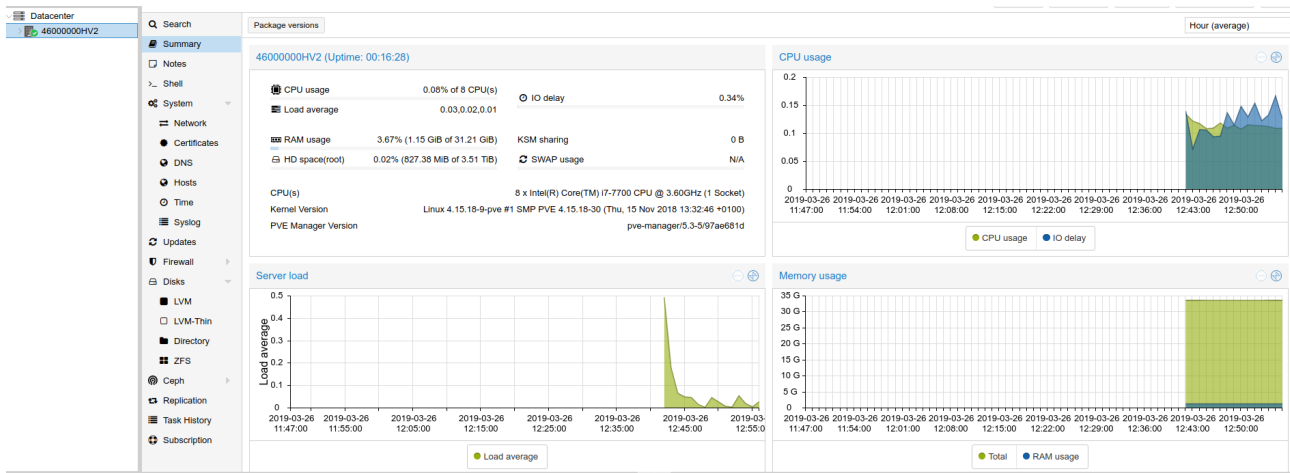 Datacenter
46000000HV2
Search
Summary
Notes
Shell
System
Network
Certificates
DNS
Hosts
Time
Syslog
Updates
Firewall
Disks
LVM
LVM-Thin
Directory
ZFS
Ceph
Replication
Task History
Subscription
Package versions
Hour (average)
46000000HV2 (Uptime: 00:16:28)
CPU usage 0.08% of 8 CPU(s)
IO delay 0.34%
Load average 0.03,0.02,0.01
RAM usage 3.67% (1.15 GiB of 31.21 GiB)
KSM sharing 0 B
HD space(root) 0.02% (827.38 MiB of 3.51 TiB)
SWAP usage N/A
CPU(s) 8 x Intel(R) Core(TM) i7-7700 CPU @ 3.60GHz (1 Socket)
Kernel Version Linux 4.15.18-9-pve #1 SMP PVE 4.15.18-30 (Thu, 15 Nov 2018 13:32:46 +0100)
PVE Manager Version pve-manager/5.3-5/97ae681d
CPU usage
0.2
0.15
0.1
0.05
0
2019-03-26 2019-03-26 2019-03-26 2019-03-26 2019-03-26 2019-03-26 2019-03-26 2019-03-26 2019-03-26 2019-03-26
11:47:00 11:54:00 12:01:00 12:08:00 12:15:00 12:22:00 12:29:00 12:36:00 12:43:00 12:50:00
CPU usage IO delay
Server load
Load average
0.5
0.4
0.3
0.2
0.1
0
2019-03-26 2019-03-26 2019-03-26 2019-03-26 2019-03-26 2019-03-26 2019-03-26 2019-03-
11:47:00 11:55:00 12:05:00 12:15:00 12:25:00 12:35:00 12:45:00 12:55:0
Load average
Memory usage
35 G
30 G
25 G
20 G
15 G
10 G
5 G
0
2019-03-26 2019-03-26 2019-03-26 2019-03-26 2019-03-26 2019-03-26 2019-03-26 2019-03-26 2019-03-26 2019-03-26
11:47:00 11:54:00 12:01:00 12:08:00 12:15:00 12:22:00 12:29:00 12:36:00 12:43:00 12:50:00
Total RAM usage